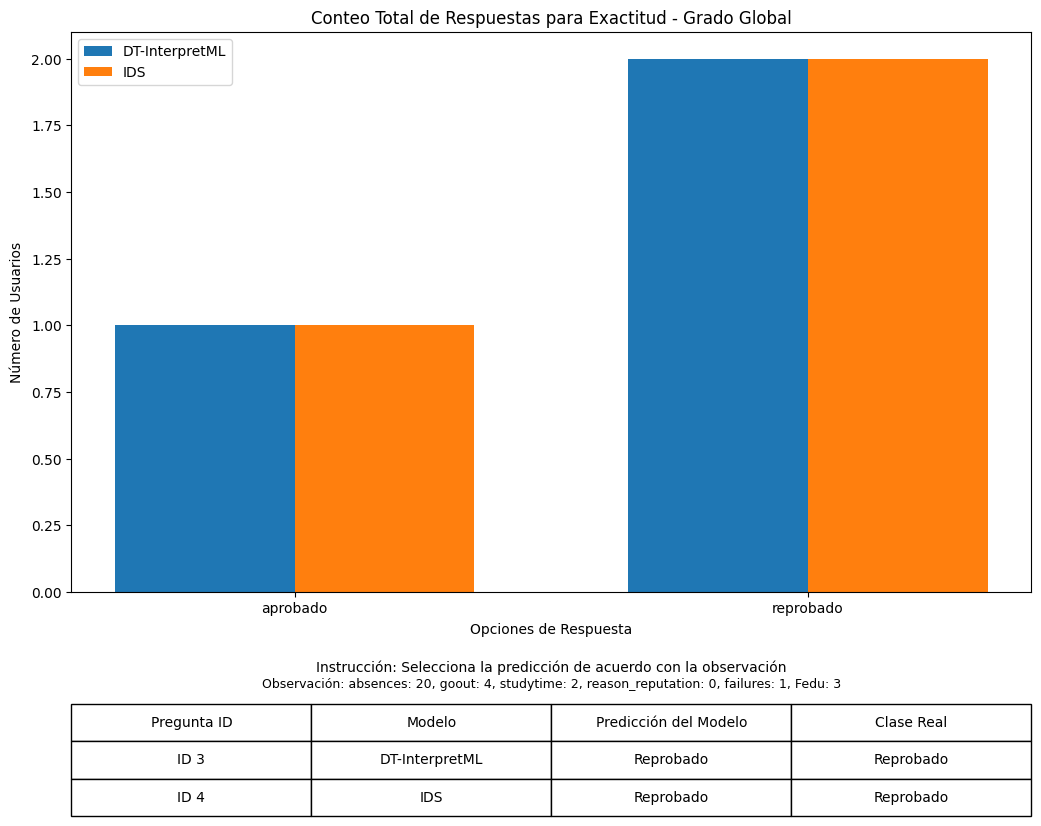 Conteo Total de Respuestas para Exactitud - Grado Global
DT-InterpretML
IDS
2.00
1.75
1.50
1.25
1.00
0.75
0.50
0.25
0.00
Número de Usuarios
aprobado reprobado
Opciones de Respuesta
Instrucción: Selecciona la predicción de acuerdo con la observación
Observación: absences: 20, goout: 4, studytime: 2, reason_reputation: 0, failures: 1, Fedu: 3
Pregunta ID Modelo Predicción del Modelo Clase Real
ID 3 DT-InterpretML Reprobado Reprobado
ID 4 IDS Reprobado Reprobado